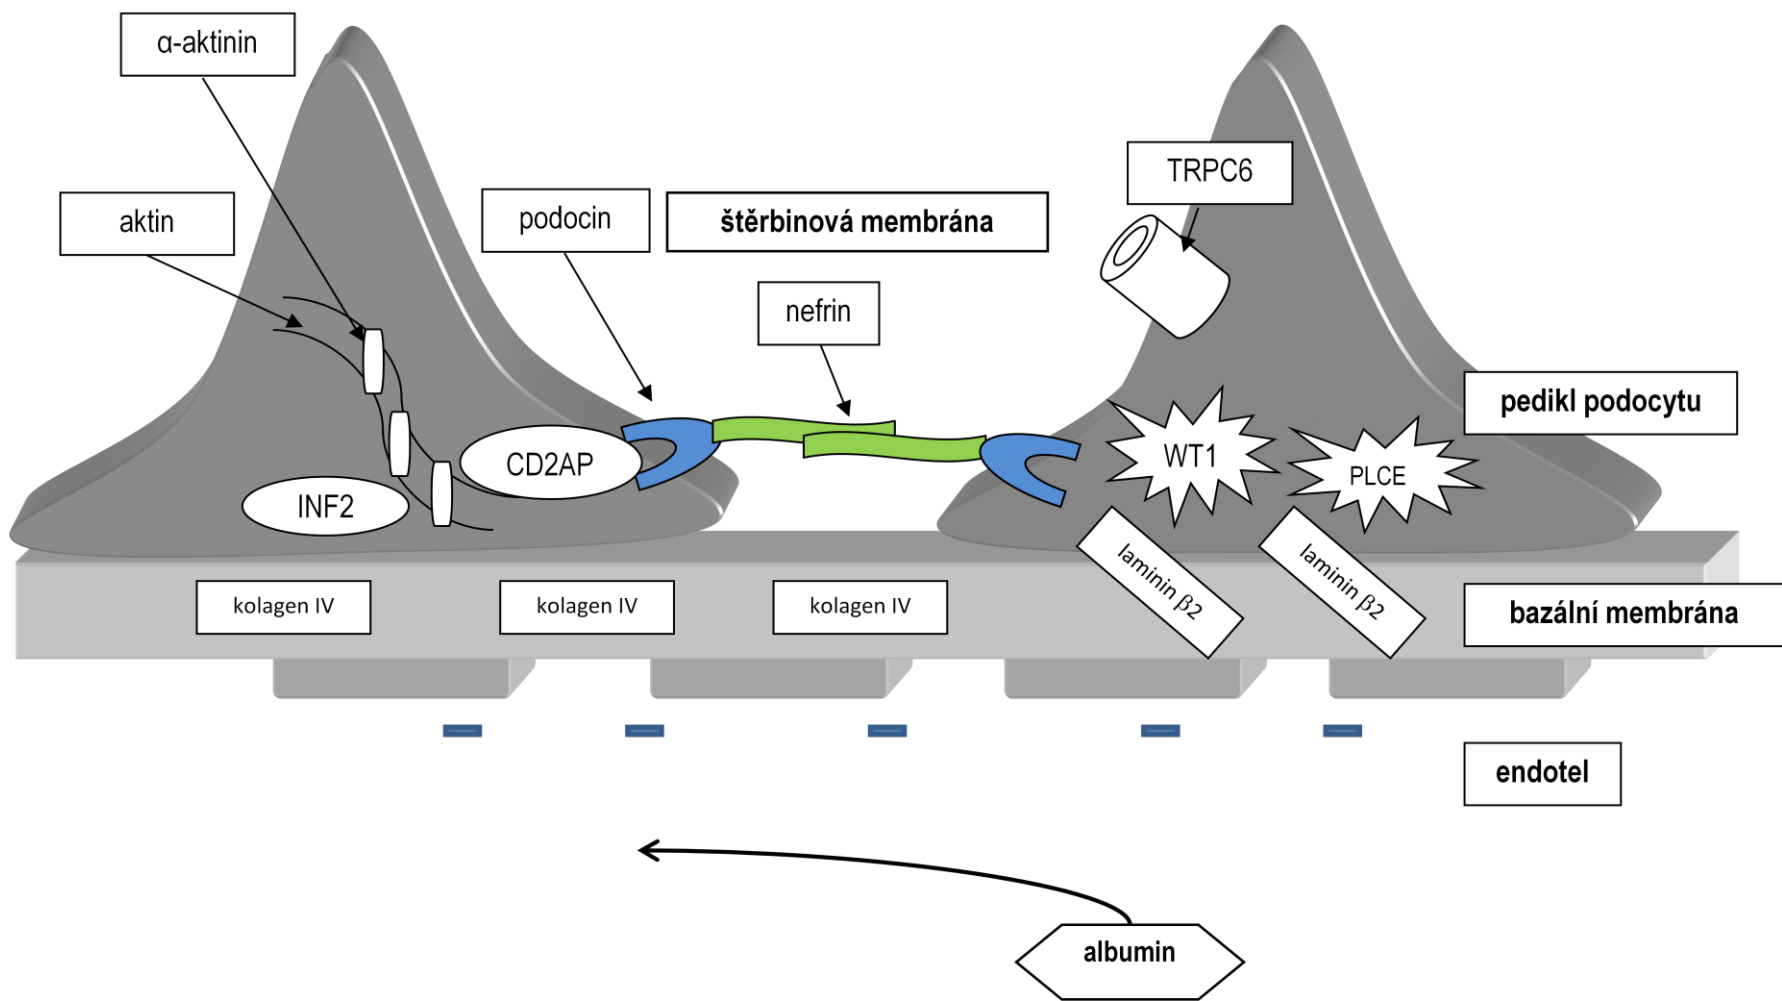 α-aktinin
TRPC6
aktin
podocin
štěrbinová membrána
nefrin
pedikl podocytu
CD2AP
WT1
PLCE
INF2
kolagen IV
kolagen IV
kolagen IV
laminin β2
laminin β2
bazální membrána
endotel
albumin